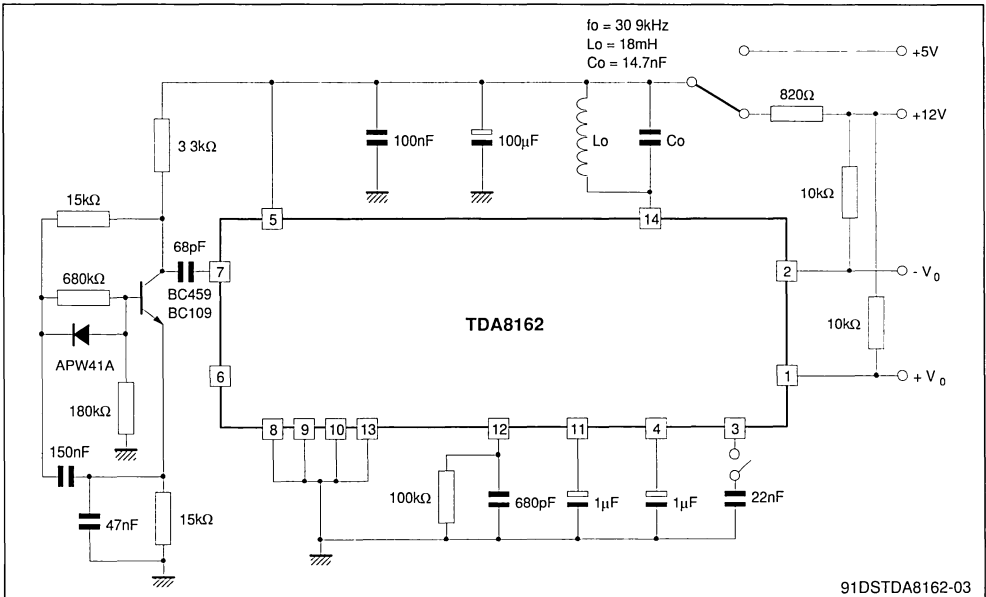 fo = 30 9kHz
Lo = 18mH
Co = 14.7nF
+5V
820Ω
+12V
3 3kΩ
100nF
100μF
Lo
Co
10kΩ
15kΩ
5
14
68pF
7
2
- V0
680kΩ
BC459
BC109
TDA8162
10kΩ
APW41A
6
1
+ V0
180kΩ
8
9
10
13
12
11
4
3
150nF
100kΩ
680pF
1μF
1μF
22nF
47nF
15kΩ
91DSTDA8162-03